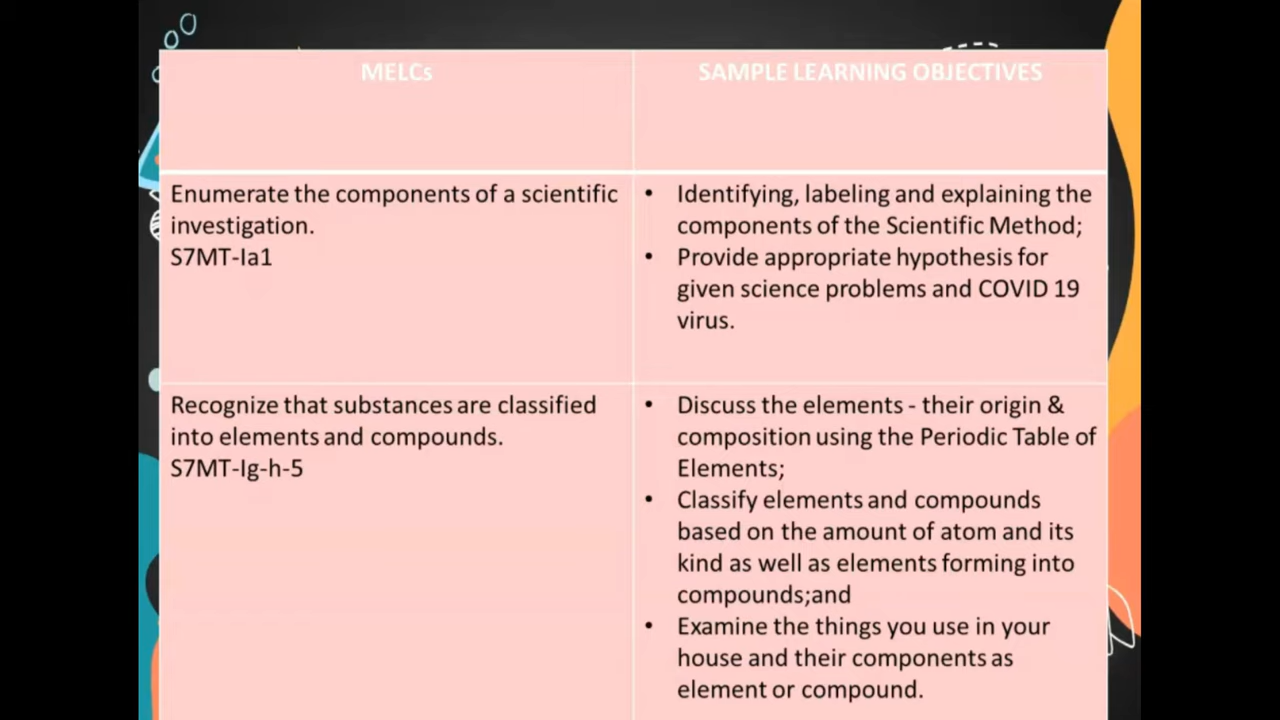 MELCs
SAMPLE LEARNING OBJECTIVES
Enumerate the components of a scientific
investigation.
S7MT-Ia1
• Identifying, labeling and explaining the
components of the Scientific Method;
• Provide appropriate hypothesis for
given science problems and COVID 19
virus.
Recognize that substances are classified
into elements and compounds.
S7MT-Ig-h-5
• Discuss the elements - their origin &
composition using the Periodic Table of
Elements;
• Classify elements and compounds
based on the amount of atom and its
kind as well as elements forming into
compounds;and
• Examine the things you use in your
house and their components as
element or compound.